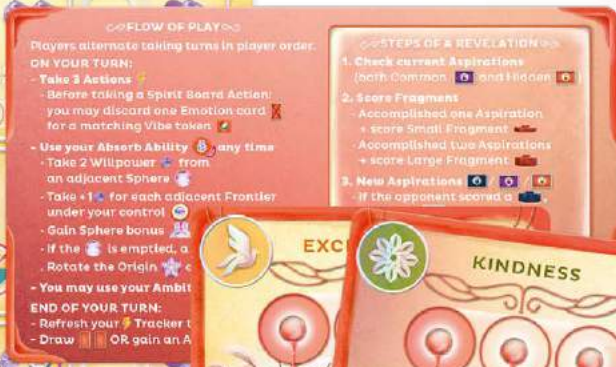 FLOW OF PLAY
Players alternate taking turns in player order.
ON YOUR TURN:
- Take 3 Actions
- Before taking a Spirit Board Action:
you may discard one Emotion card
for a matching Vibe token
- Use your Absorb Ability any time
- Take 2 Willpower from
an adjacent Sphere
- Take +1 for each adjacent Frontier
under your control
- Gain Sphere bonus
- If the is emptied, a
. Rotate the Origin
- You may use your Ambit
END OF YOUR TURN:
- Refresh your Tracker t
- Draw OR gain an A
STEPS OF A REVELATION
1. Check current Aspirations
(both Common and Hidden )
2. Score Fragment
- Accomplished one Aspiration
+ score Small Fragment
- Accomplished two Aspirations
+ score Large Fragment
3. New Aspirations / /
- If the opponent scored a ,
EXC
KINDNESS